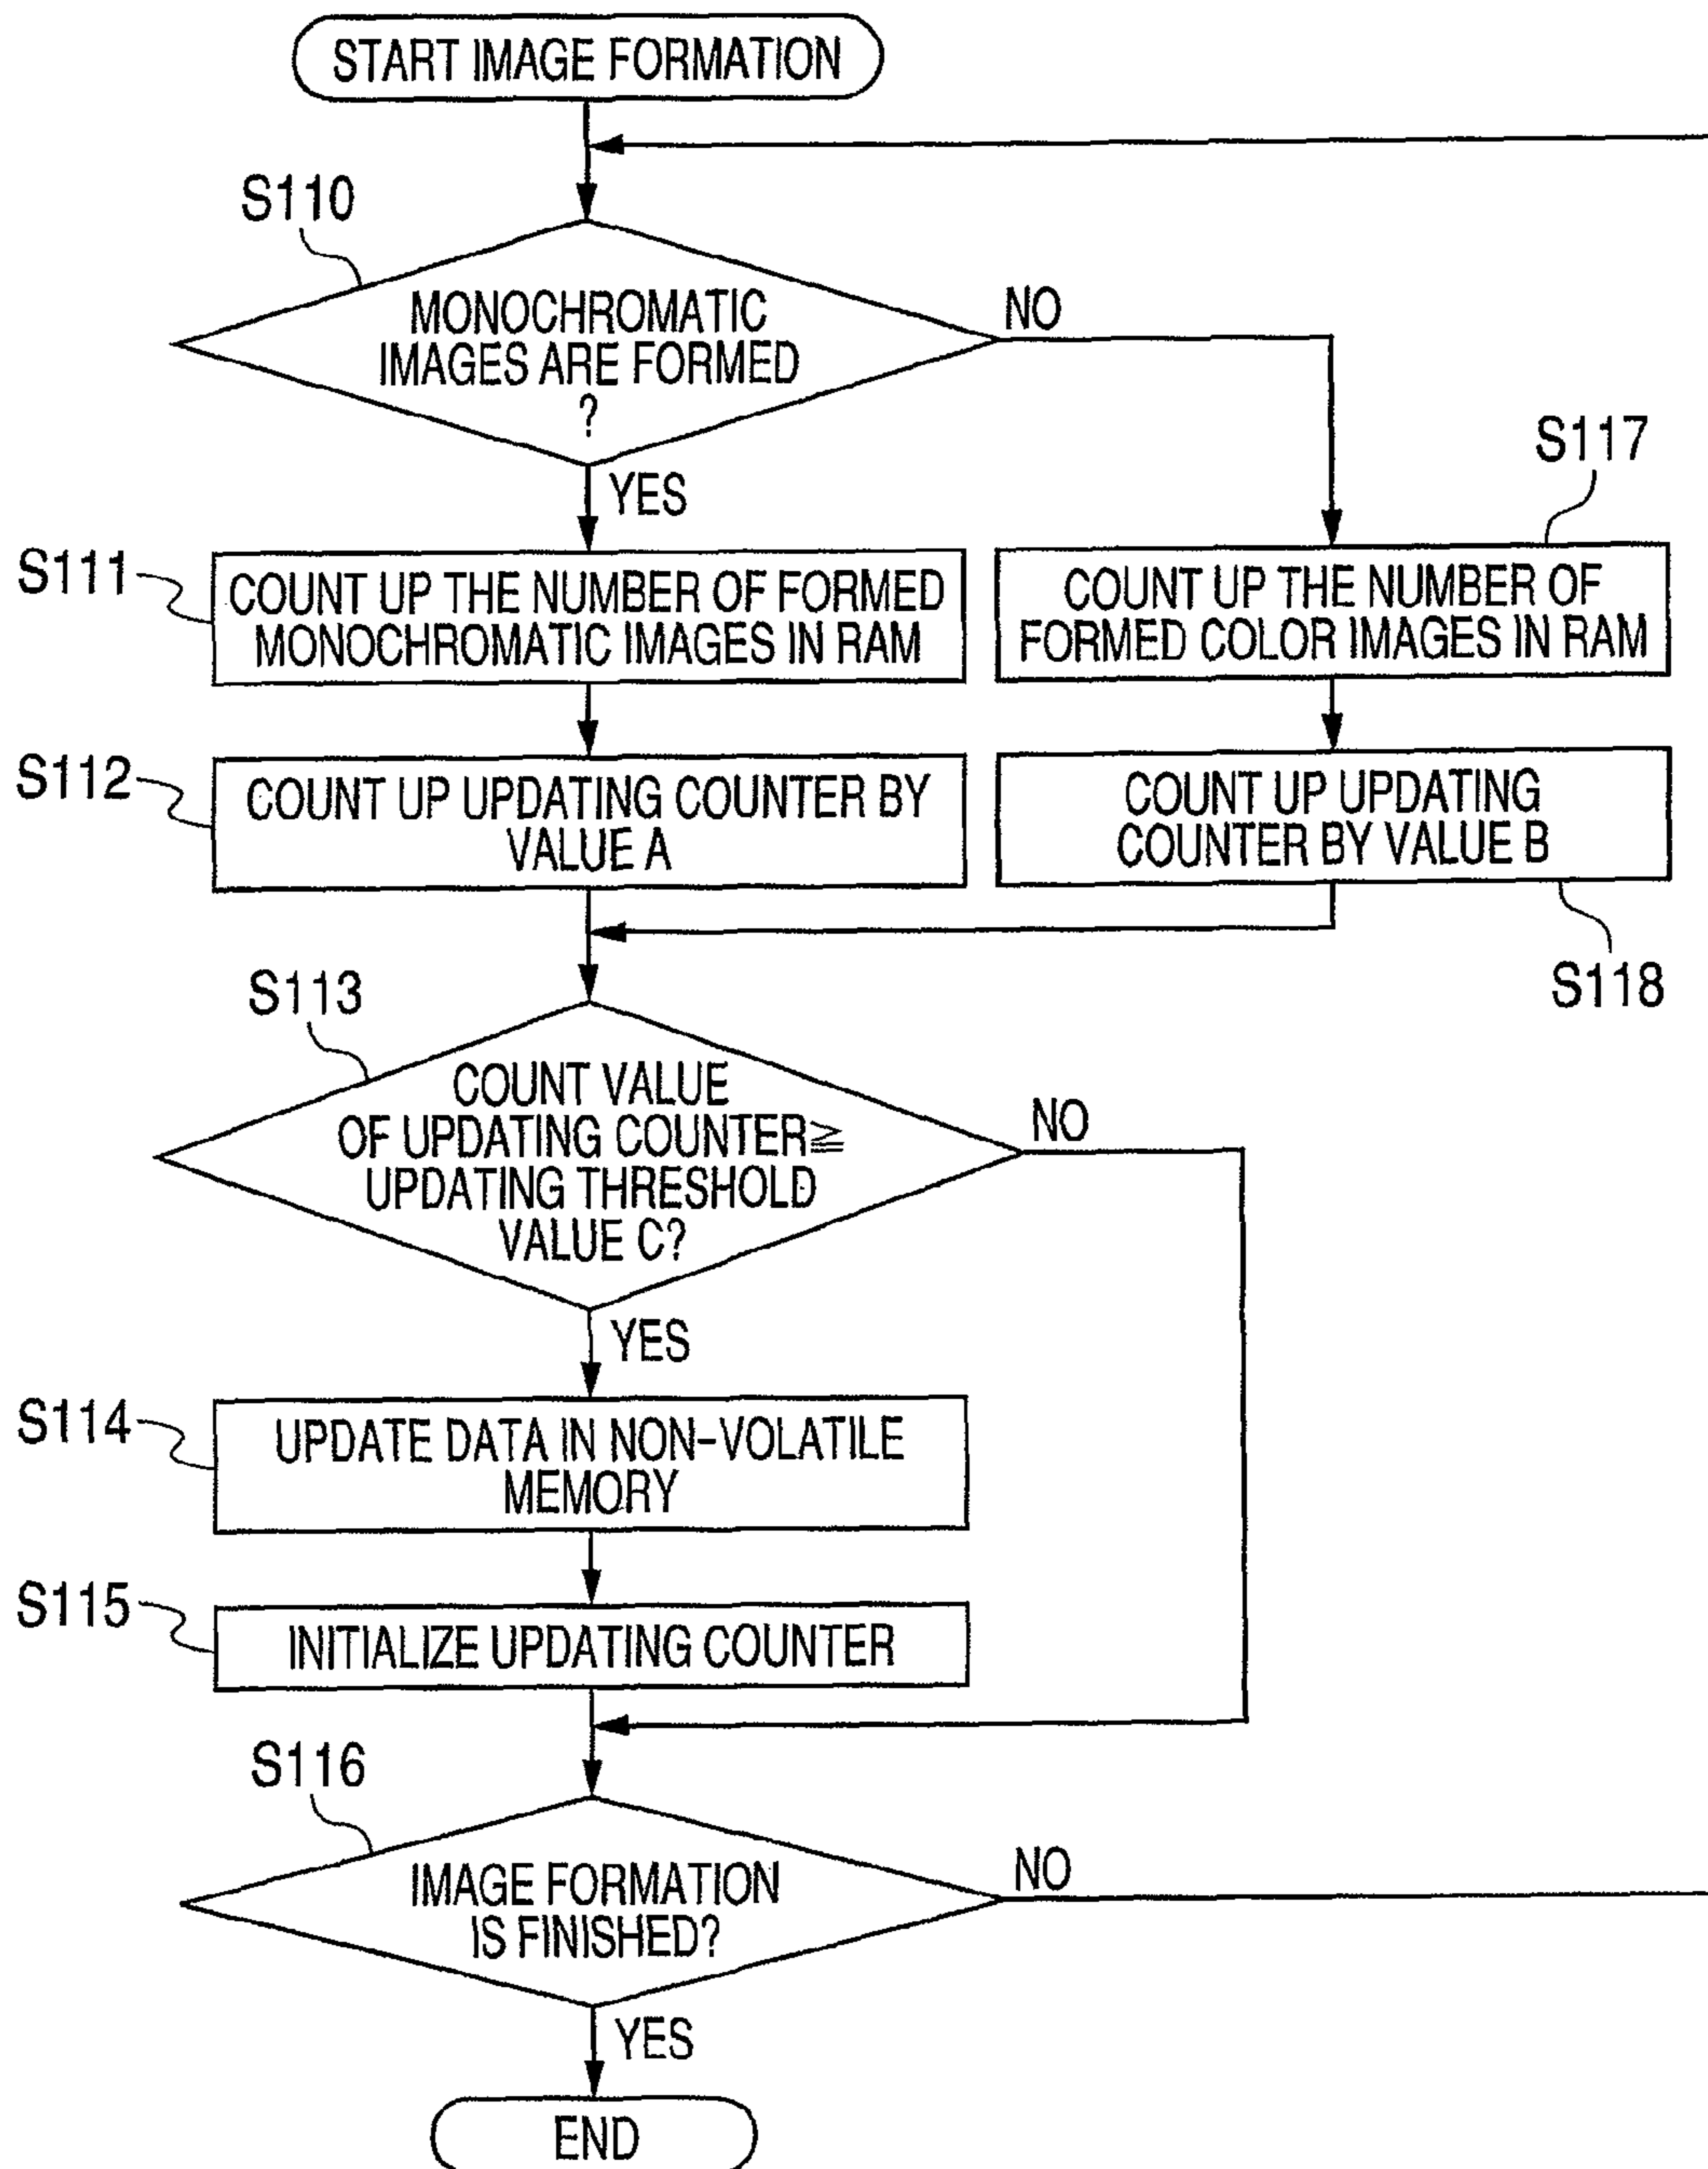 START IMAGE FORMATION
S110
MONOCHROMATIC
IMAGES ARE FORMED
?
NO
YES
S117
S111
COUNT UP THE NUMBER OF FORMED
MONOCHROMATIC IMAGES IN RAM
COUNT UP THE NUMBER OF
FORMED COLOR IMAGES IN RAM
S112
COUNT UP UPDATING COUNTER BY
VALUE A
COUNT UP UPDATING
COUNTER BY VALUE B
S118
S113
COUNT VALUE
OF UPDATING COUNTER≧
UPDATING THRESHOLD
VALUE C?
NO
YES
S114
UPDATE DATA IN NON-VOLATILE
MEMORY
S115
INITIALIZE UPDATING COUNTER
S116
IMAGE FORMATION
IS FINISHED?
NO
YES
END